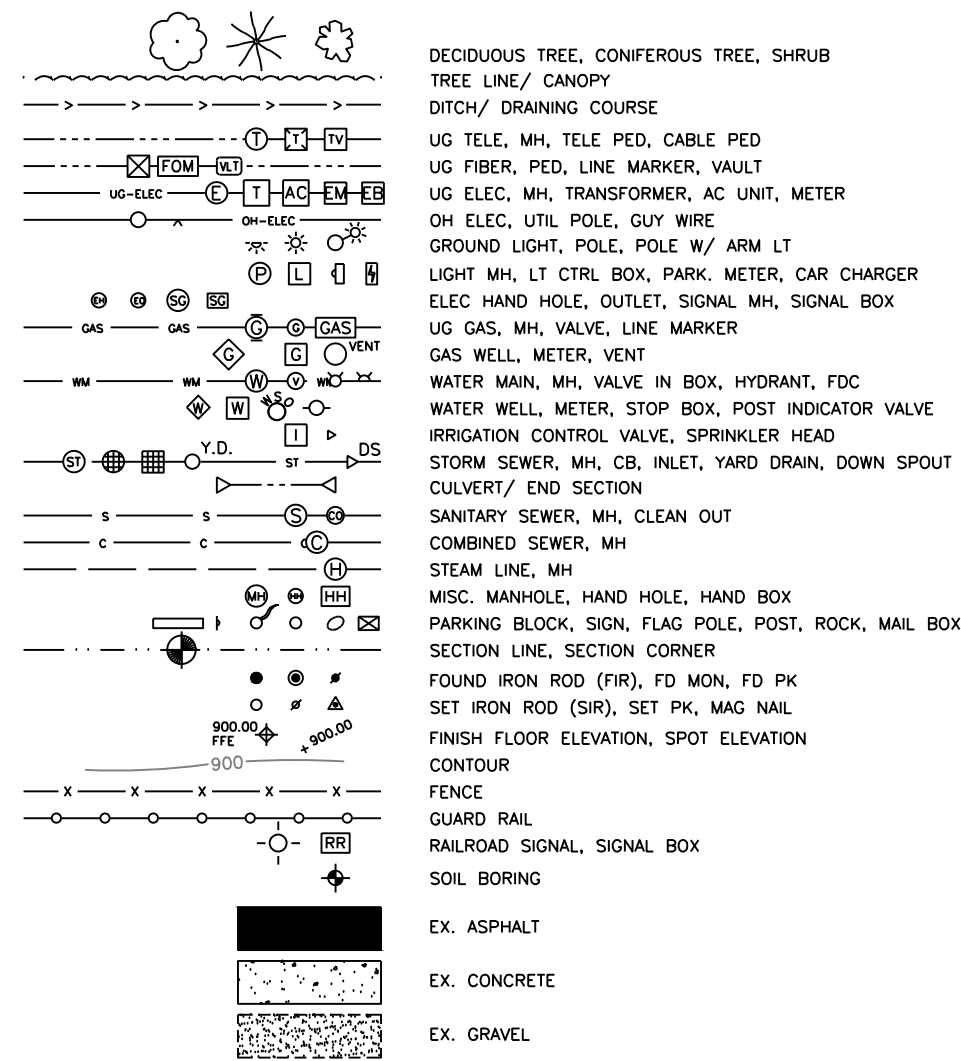 DECIDUOUS TREE, CONIFEROUS TREE, SHRUB
TREE LINE/ CANOPY
> > > > > DITCH/ DRAINING COURSE
T T TV UG TELE, MH, TELE PED, CABLE PED
FOM VLT UG FIBER, PED, LINE MARKER, VAULT
UG-ELEC E T AC EM EB UG ELEC, MH, TRANSFORMER, AC UNIT, METER
OH-ELEC OH ELEC, UTIL POLE, GUY WIRE
GROUND LIGHT, POLE, POLE W/ ARM LT
P L LIGHT MH, LT CTRL BOX, PARK. METER, CAR CHARGER
EH EO SG SG ELEC HAND HOLE, OUTLET, SIGNAL MH, SIGNAL BOX
GAS GAS G G GAS UG GAS, MH, VALVE, LINE MARKER
G G VENT GAS WELL, METER, VENT
WM WM W V WM WATER MAIN, MH, VALVE IN BOX, HYDRANT, FDC
W W WSO WATER WELL, METER, STOP BOX, POST INDICATOR VALVE
I IRRIGATION CONTROL VALVE, SPRINKLER HEAD
ST Y.D. ST DS STORM SEWER, MH, CB, INLET, YARD DRAIN, DOWN SPOUT
CULVERT/ END SECTION
S S S CO SANITARY SEWER, MH, CLEAN OUT
C C C C COMBINED SEWER, MH
H STEAM LINE, MH
MH HH HH MISC. MANHOLE, HAND HOLE, HAND BOX
PARKING BLOCK, SIGN, FLAG POLE, POST, ROCK, MAIL BOX
SECTION LINE, SECTION CORNER
FOUND IRON ROD (FIR), FD MON, FD PK
SET IRON ROD (SIR), SET PK, MAG NAIL
900.00 FFE +900.00 FINISH FLOOR ELEVATION, SPOT ELEVATION
900 CONTOUR
X X X X X FENCE
GUARD RAIL
RR RAILROAD SIGNAL, SIGNAL BOX
SOIL BORING
EX. ASPHALT
EX. CONCRETE
EX. GRAVEL